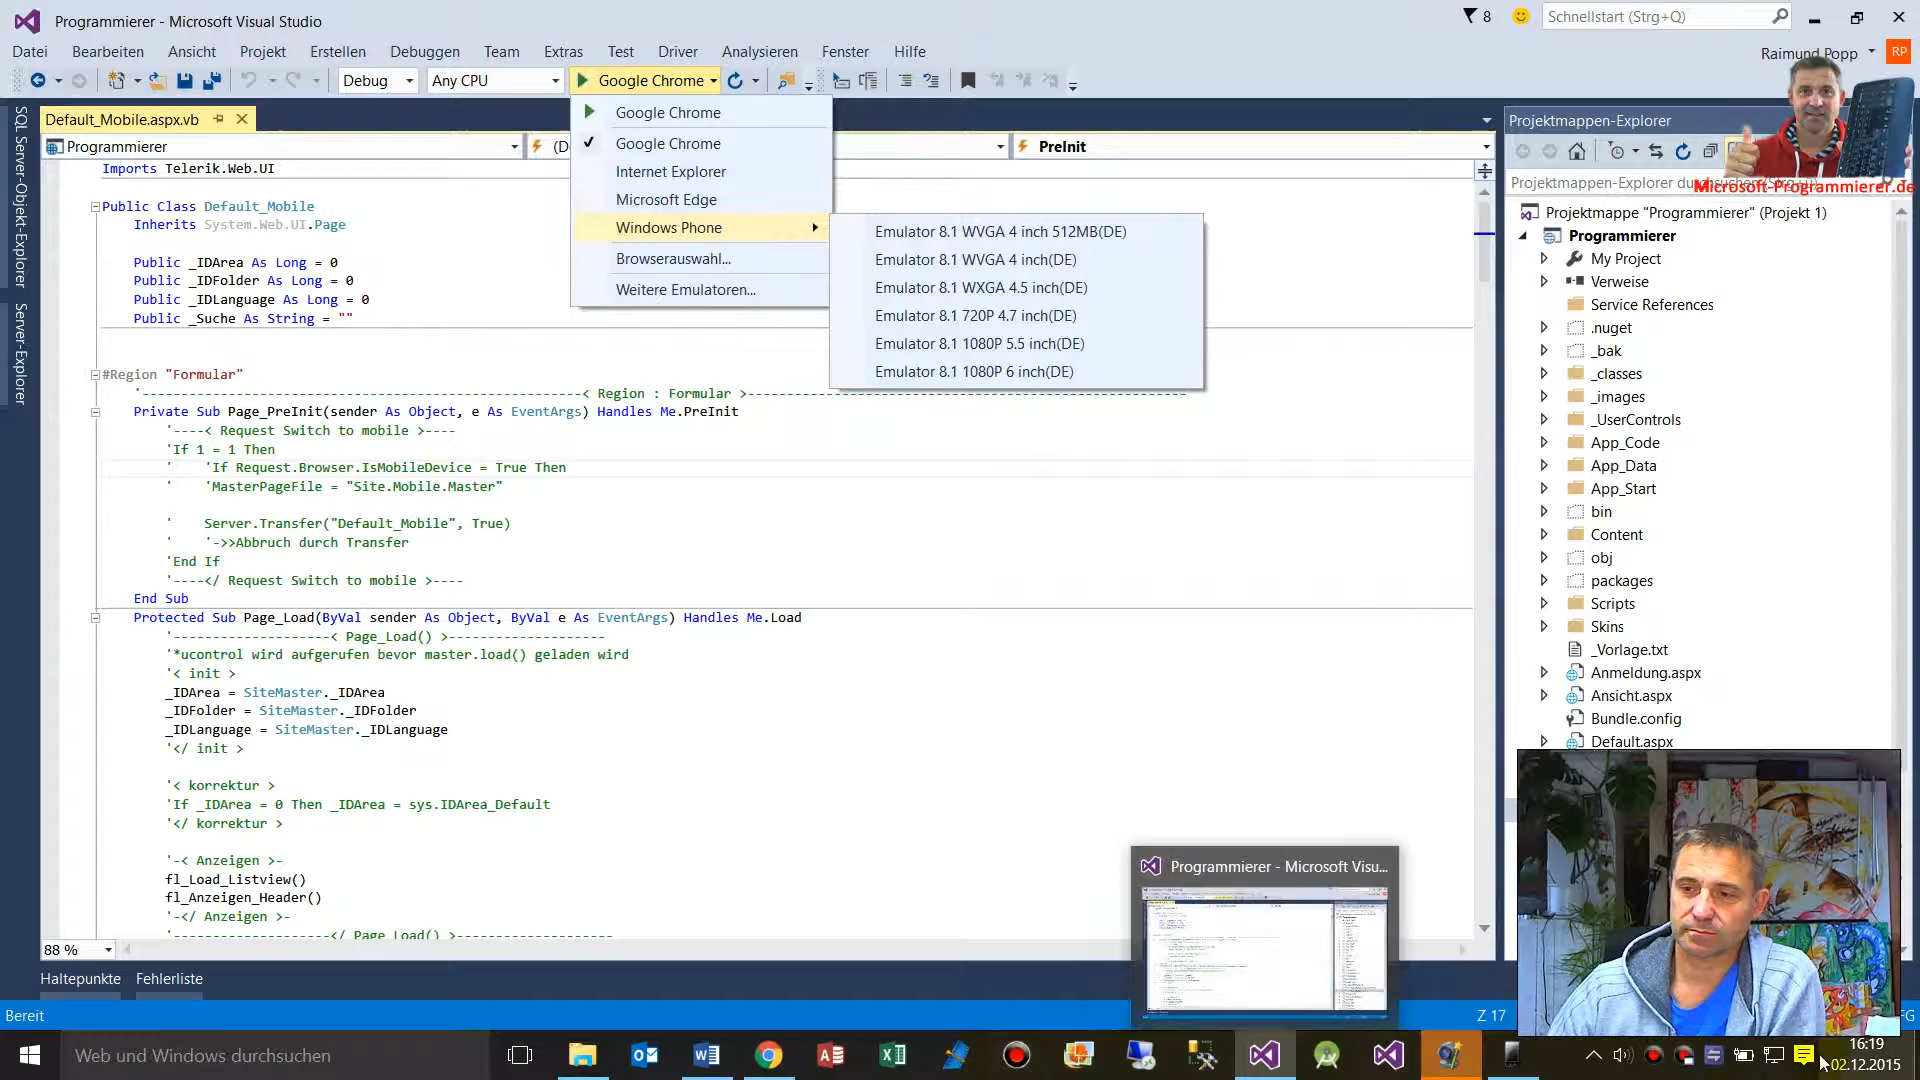 Programmierer - Microsoft Visual Studio
8
Schnellstart (Strg+Q)
Datei Bearbeiten Ansicht Projekt Erstellen Debuggen Team Extras Test Driver Analysieren Fenster Hilfe
Raimund Popp RP
Debug Any CPU Google Chrome
Default_Mobile.aspx.vb
Programmierer
(D
PreInit
Google Chrome
Google Chrome
Internet Explorer
Microsoft Edge
Windows Phone
Browserauswahl...
Weitere Emulatoren...
Emulator 8.1 WVGA 4 inch 512MB(DE)
Emulator 8.1 WVGA 4 inch(DE)
Emulator 8.1 WXGA 4.5 inch(DE)
Emulator 8.1 720P 4.7 inch(DE)
Emulator 8.1 1080P 5.5 inch(DE)
Emulator 8.1 1080P 6 inch(DE)
SQL Server-Objekt-Explorer
Server-Explorer
Imports Telerik.Web.UI
Public Class Default_Mobile
Inherits System.Web.UI.Page
Public _IDArea As Long = 0
Public _IDFolder As Long = 0
Public _IDLanguage As Long = 0
Public _Suche As String = ""
#Region "Formular"
'--------------------------------------------------------< Region : Formular >--------------------------------------------------------
Private Sub Page_PreInit(sender As Object, e As EventArgs) Handles Me.PreInit
'----< Request Switch to mobile >----
'If 1 = 1 Then
'    'If Request.Browser.IsMobileDevice = True Then
'    'MasterPageFile = "Site.Mobile.Master"
'    Server.Transfer("Default_Mobile", True)
'    '->>Abbruch durch Transfer
'End If
'----</ Request Switch to mobile >----
End Sub
Protected Sub Page_Load(ByVal sender As Object, ByVal e As EventArgs) Handles Me.Load
'--------------------< Page_Load() >--------------------
'*ucontrol wird aufgerufen bevor master.load() geladen wird
'< init >
_IDArea = SiteMaster._IDArea
_IDFolder = SiteMaster._IDFolder
_IDLanguage = SiteMaster._IDLanguage
'</ init >
'< korrektur >
'If _IDArea = 0 Then _IDArea = sys.IDArea_Default
'</ korrektur >
'-< Anzeigen >-
fl_Load_Listview()
fl_Anzeigen_Header()
'-</ Anzeigen >-
'--------------------</ Page_Load() >--------------------
88 %
Haltepunkte Fehlerliste
Bereit
Z 17
Projektmappen-Explorer
Microsoft-Programmierer.de
Projektmappe "Programmierer" (Projekt 1)
Programmierer
My Project
Verweise
Service References
.nuget
_bak
_classes
_images
_UserControls
App_Code
App_Data
App_Start
bin
Content
obj
packages
Scripts
Skins
_Vorlage.txt
Anmeldung.aspx
Ansicht.aspx
Bundle.config
Default.aspx
Programmierer - Microsoft Visu...
Web und Windows durchsuchen
16:19
02.12.2015